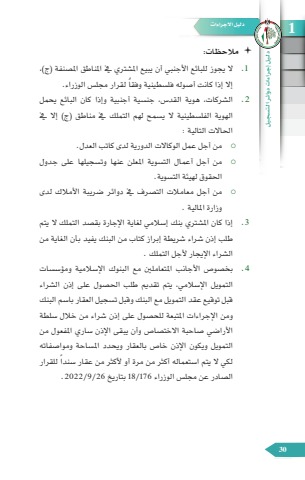 دليل الاجراءات
1
دليل اجراءات دوائر التسجيل
ملاحظات:
1. لا يجوز للبائع الأجنبي أن يبيع المشتري في المناطق المصنفة (ج)،
إلا إذا كانت أصوله فلسطينية وفقاً لقرار مجلس الوزراء.
2. الشركات، هوية القدس، جنسية أجنبية وإذا كان البائع يحمل
الهوية الفلسطينية لا يسمح لهم التملك في مناطق (ج) إلا في
الحالات التالية :
○ من أجل عمل الوكالات الدورية لدى كاتب العدل.
○ من أجل أعمال التسوية المعلن عنها وتسجيلها على جدول
الحقوق لهيئة التسوية.
○ من أجل معاملات التصرف في دوائر ضريبة الأملاك لدى
وزارة المالية .
3. إذا كان المشتري بنك إسلامي لغاية الإجارة بقصد التملك لا يتم
طلب إذن شراء شريطة إبراز كتاب من البنك يفيد بأن الغاية من
الشراء الإيجار لأجل التملك .
4. بخصوص الأجانب المتعاملين مع البنوك الإسلامية ومؤسسات
التمويل الإسلامي، يتم تقديم طلب الحصول على إذن الشراء
قبل توقيع عقد التمويل مع البنك وقبل تسجيل العقار باسم البنك
ومن الإجراءات المتبعة للحصول على إذن شراء من خلال سلطة
الأراضي صاحبة الاختصاص وأن يبقى الإذن ساري المفعول من
التمويل ويكون الإذن خاص بالعقار ويحدد المساحة ومواصفاته
لكي لا يتم استعماله أكثر من مرة أو لأكثر من عقار سنداً للقرار
الصادر عن مجلس الوزراء 18/176 بتاريخ 2022/9/26 .
30